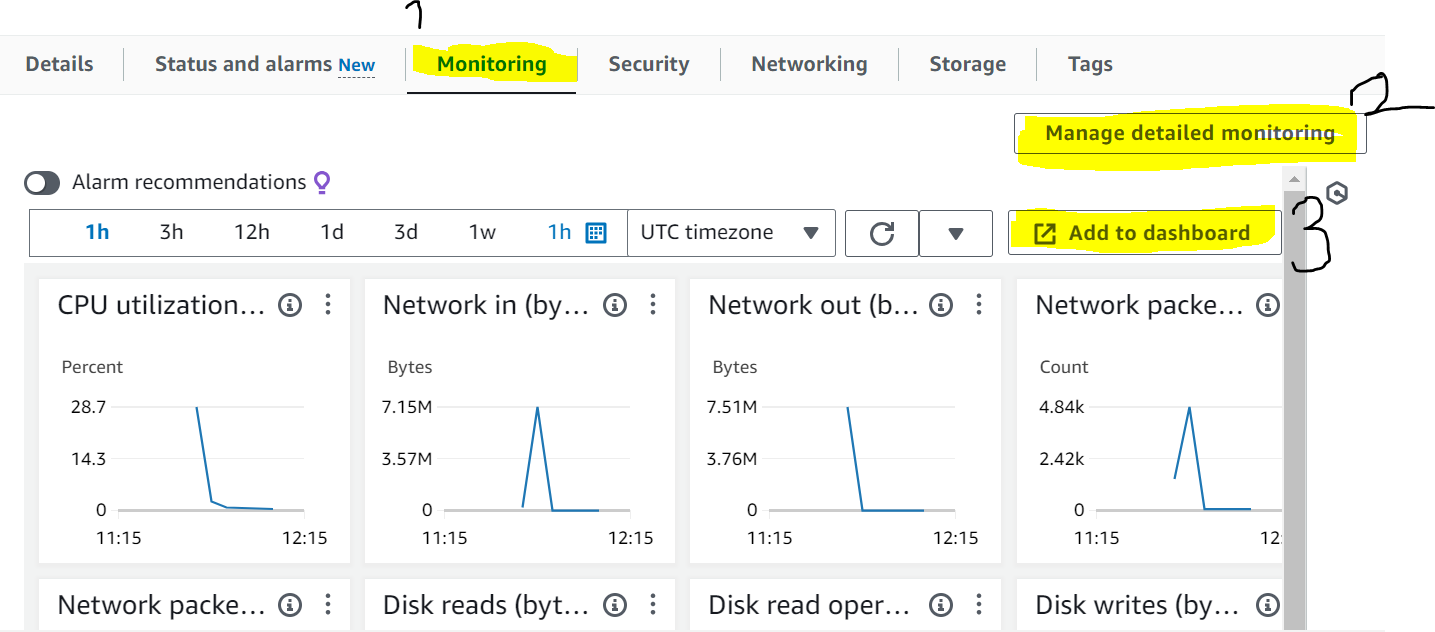 1
Details Status and alarms New Monitoring Security Networking Storage Tags
2
Manage detailed monitoring
Alarm recommendations
1h 3h 12h 1d 3d 1w 1h UTC timezone Add to dashboard 3
CPU utilization... Network in (by... Network out (b... Network packe...
Percent Bytes Bytes Count
28.7 7.15M 7.51M 4.84k
14.3 3.57M 3.76M 2.42k
0 0 0 0
11:15 12:15 11:15 12:15 11:15 12:15 11:15 12:
Network packe... Disk reads (byt... Disk read oper... Disk writes (by...